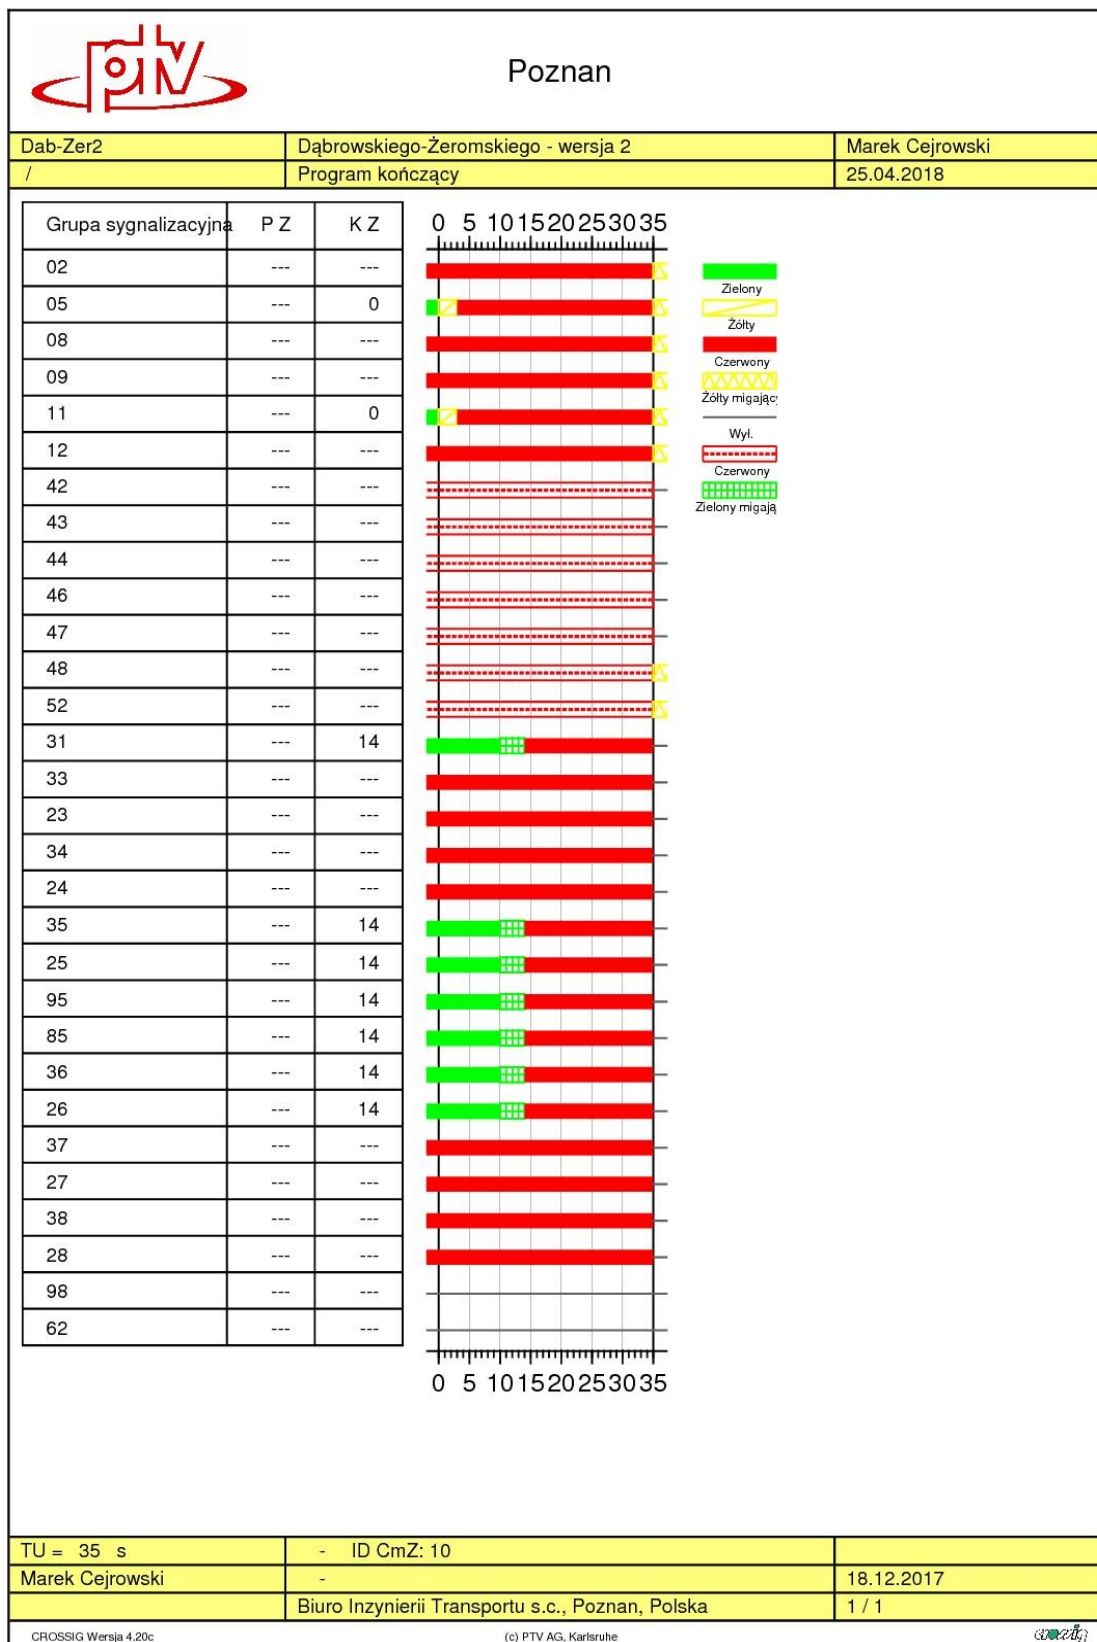 ptv
Poznan
Dab-Zer2 Dąbrowskiego-Żeromskiego - wersja 2 Marek Cejrowski
/ Program kończący 25.04.2018
Grupa sygnalizacyjna P Z K Z 0 5 10 15 20 25 30 35
02 --- ---
05 --- 0
08 --- ---
09 --- ---
11 --- 0
12 --- ---
42 --- ---
43 --- ---
44 --- ---
46 --- ---
47 --- ---
48 --- ---
52 --- ---
31 --- 14
33 --- ---
23 --- ---
34 --- ---
24 --- ---
35 --- 14
25 --- 14
95 --- 14
85 --- 14
36 --- 14
26 --- 14
37 --- ---
27 --- ---
38 --- ---
28 --- ---
98 --- ---
62 --- ---
0 5 10 15 20 25 30 35
Zielony
Żółty
Czerwony
Żółty migający
Wył.
Czerwony
Zielony migają
TU = 35 s - ID CmZ: 10
Marek Cejrowski - 18.12.2017
Biuro Inzynierii Transportu s.c., Poznan, Polska 1 / 1
CROSSIG Wersja 4.20c (c) PTV AG, Karlsruhe